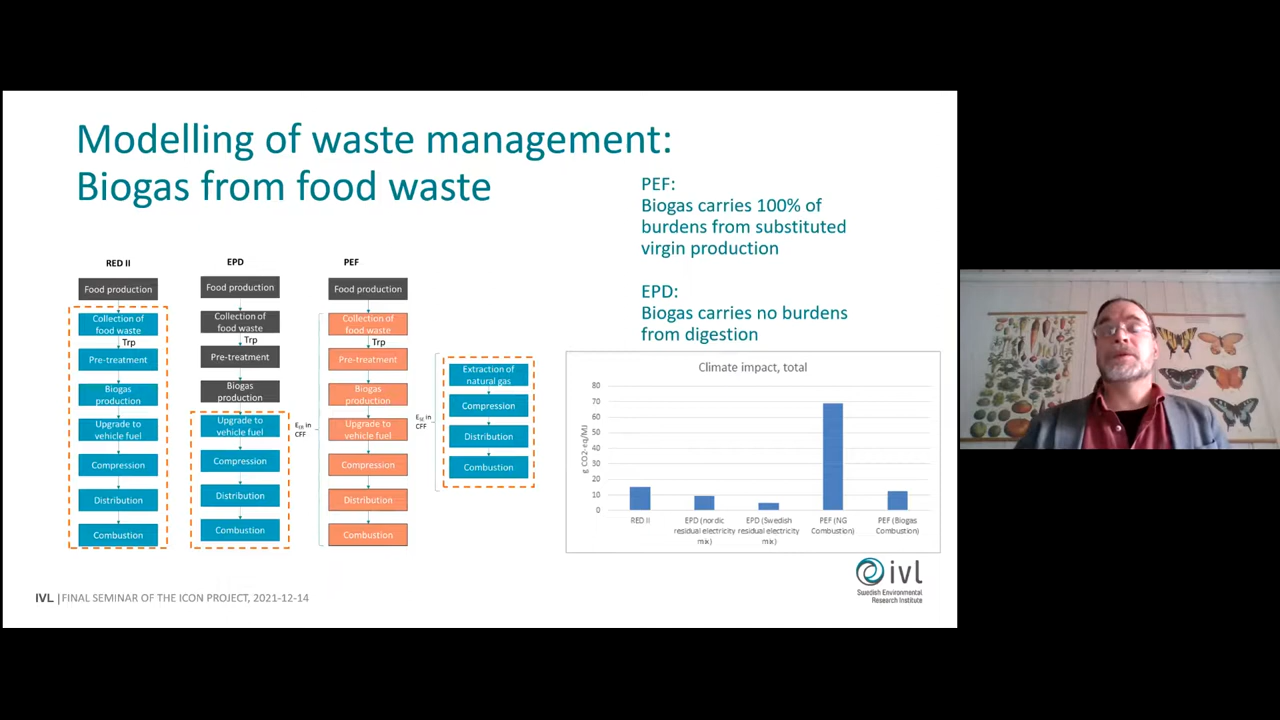 Modelling of waste management:
Biogas from food waste
PEF:
Biogas carries 100% of
burdens from substituted
virgin production
EPD:
Biogas carries no burdens
from digestion
RED II
Food production
Collection of
food waste
Trp
Pre-treatment
Biogas
production
Upgrade to
vehicle fuel
Compression
Distribution
Combustion
EPD
Food production
Collection of
food waste
Trp
Pre-treatment
Biogas
production
Upgrade to
vehicle fuel
Compression
Distribution
Combustion
PEF
Food production
Collection of
food waste
Trp
Pre-treatment
Biogas
production
Upgrade to
vehicle fuel
Compression
Distribution
Combustion
in
CFF
in
CFF
Extraction of
natural gas
Compression
Distribution
Combustion
Climate impact, total
g CO2-eq/MJ
80
70
60
50
40
30
20
10
0
RED II
EPD (nordic
residual electricity
mix)
EPD (Swedish
residual electricity
mix)
PEF (NG
Combustion)
PEF (Biogas
Combustion)
ivl
Swedish Environmental
Research Institute
IVL | FINAL SEMINAR OF THE ICON PROJECT, 2021-12-14